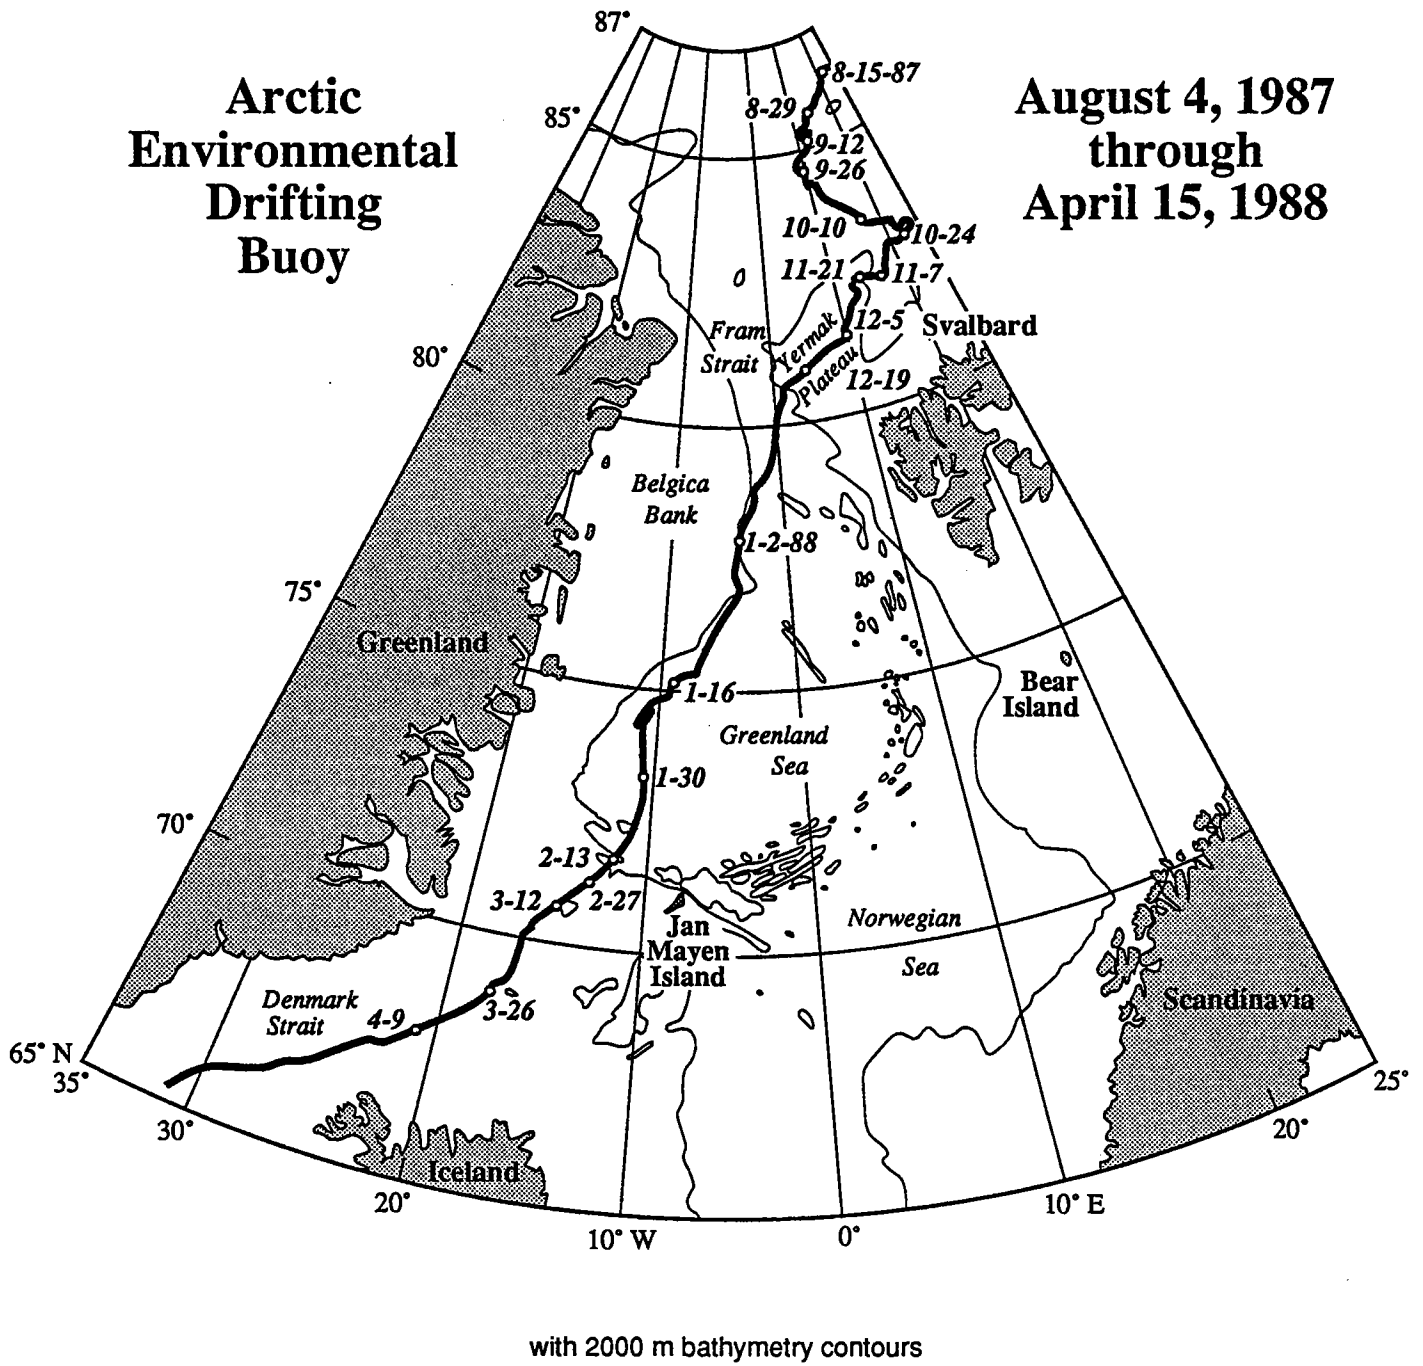 Arctic
Environmental
Drifting
Buoy
August 4, 1987
through
April 15, 1988
87°
8-15-87
8-29
85°
9-12
9-26
10-10
10-24
11-21
11-7
12-5
Svalbard
Fram
Strait
Yermak
Plateau
80°
12-19
Belgica
Bank
1-2-88
75°
Greenland
1-16
Bear
Island
Greenland
Sea
1-30
70°
2-13
3-12
2-27
Jan
Mayen
Island
Norwegian
Sea
Denmark
Strait
3-26
Scandinavia
4-9
65° N
35°
25°
30°
20°
Iceland
20°
10° E
10° W
0°
with 2000 m bathymetry contours